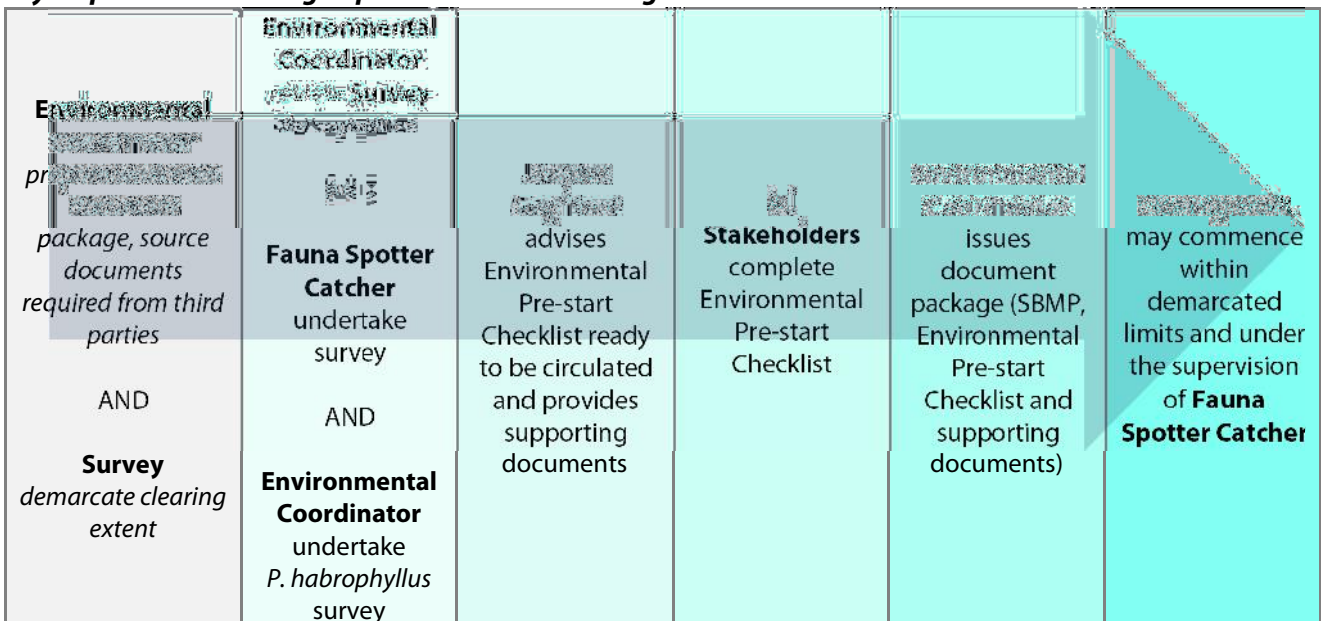 Environmental
package, source
documents
required from third
parties
AND
Survey
demarcate clearing
extent
Environmental
Coordinator
review Survey
Fauna Spotter
Catcher
undertake
survey
AND
Environmental
Coordinator
undertake
P. habrophyllus
survey
advises
Environmental
Pre-start
Checklist ready
to be circulated
and provides
supporting
documents
Stakeholders
complete
Environmental
Pre-start
Checklist
issues
document
package (SBMP,
Environmental
Pre-start
Checklist and
supporting
documents)
may commence
within
demarcated
limits and under
the supervision
of Fauna
Spotter Catcher